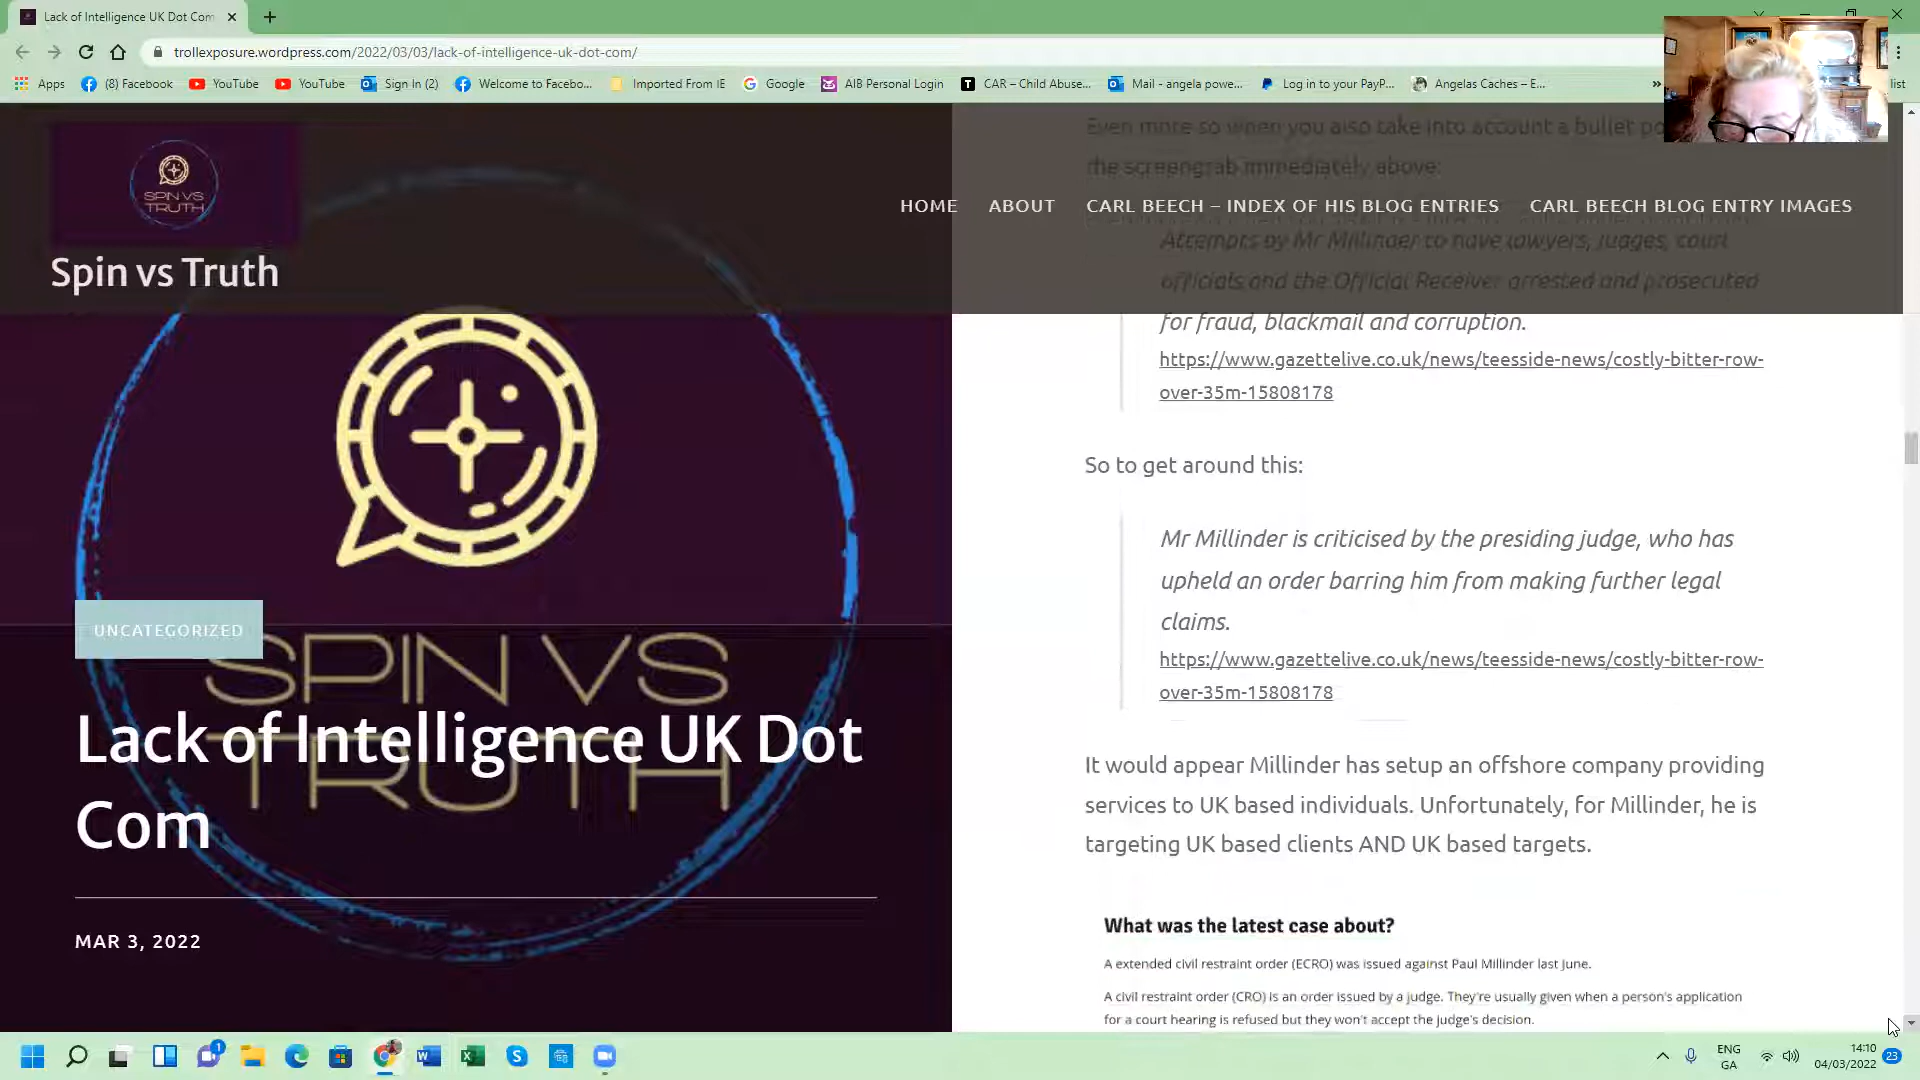 Lack of Intelligence UK Dot Com
trollexposure.wordpress.com/2022/03/03/lack-of-intelligence-uk-dot-com/
Apps
(8) Facebook
YouTube
YouTube
Sign In (2)
Welcome to Facebo...
Imported From IE
Google
AIB Personal Login
CAR – Child Abuse...
Mail - angela powe...
Log in to your PayP...
Angelas Caches – E...
»
list
SPIN VS
TRUTH
Spin vs Truth
HOME
ABOUT
CARL BEECH – INDEX OF HIS BLOG ENTRIES
CARL BEECH BLOG ENTRY IMAGES
SPIN VS
TRUTH
UNCATEGORIZED
Lack of Intelligence UK Dot
Com
MAR 3, 2022
Even more so when you also take into account a bullet
the screengrab immediately above:
Attempts by Mr Millinder to have lawyers, judges, court
officials and the Official Receiver arrested and prosecuted
for fraud, blackmail and corruption.
https://www.gazettelive.co.uk/news/teesside-news/costly-bitter-row-
over-35m-15808178
So to get around this:
Mr Millinder is criticised by the presiding judge, who has
upheld an order barring him from making further legal
claims.
https://www.gazettelive.co.uk/news/teesside-news/costly-bitter-row-
over-35m-15808178
It would appear Millinder has setup an offshore company providing
services to UK based individuals. Unfortunately, for Millinder, he is
targeting UK based clients AND UK based targets.
What was the latest case about?
A extended civil restraint order (ECRO) was issued against Paul Millinder last June.
A civil restraint order (CRO) is an order issued by a judge. They're usually given when a person's application
for a court hearing is refused but they won't accept the judge's decision.
1
ENG
GA
14:10
04/03/2022
23